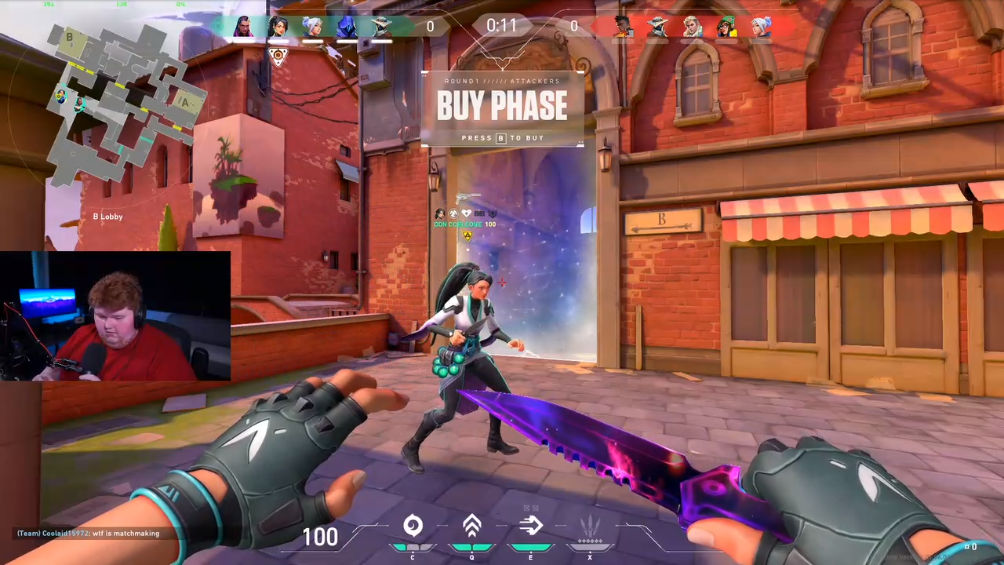 0
0:11
0
B
A
ROUND 1 ////// ATTACKERS
BUY PHASE
PRESS B TO BUY
B Lobby
100
B
(Team) Coolaid15972: wtf is matchmaking
100
C
Q
E
X
0